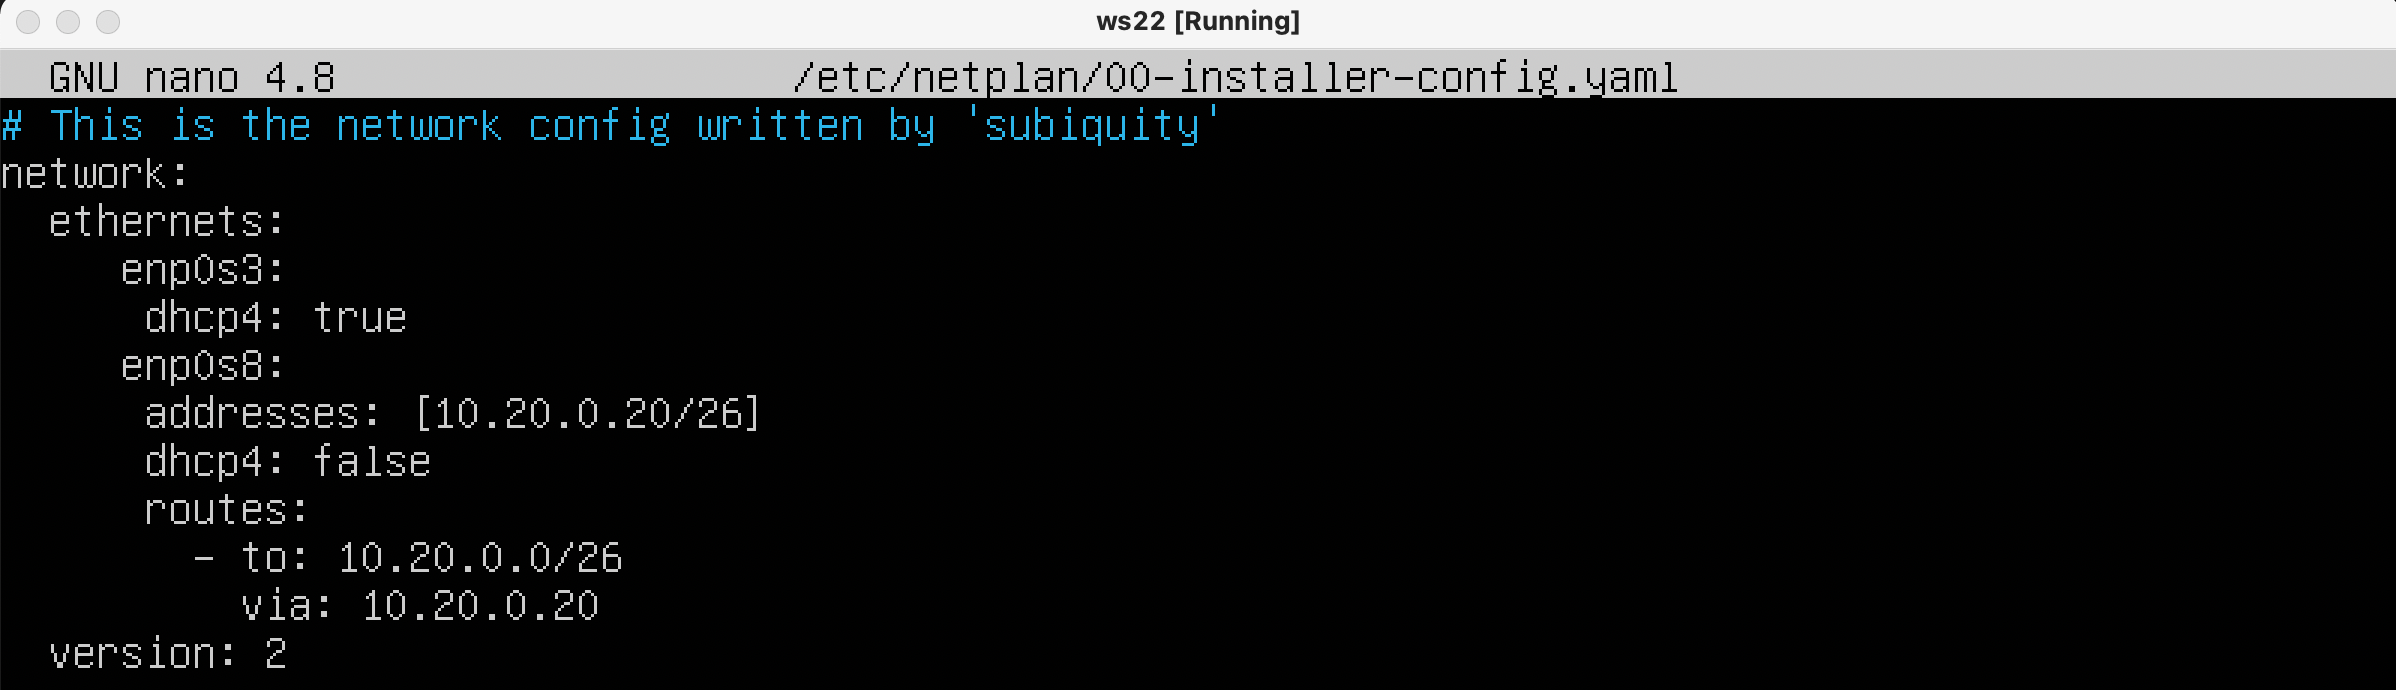 ws22 [Running]
GNU nano 4.8 /etc/netplan/00-installer-config.yaml
# This is the network config written by 'subiquity'
network:
  ethernets:
     enp0s3:
      dhcp4: true
     enp0s8:
      addresses: [10.20.0.20/26]
      dhcp4: false
      routes:
        - to: 10.20.0.0/26
          via: 10.20.0.20
  version: 2